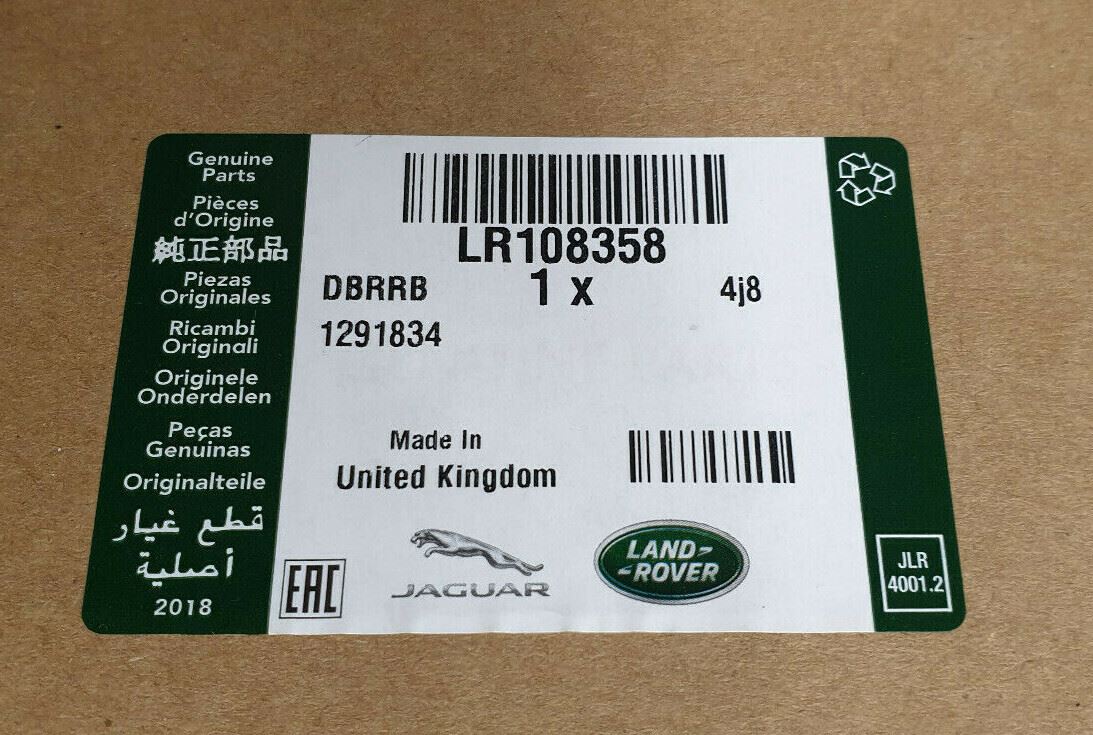 Genuine
Parts
Pièces
d'Origine
純正部品
Piezas
Originales
Ricambi
Originali
Originele
Onderdelen
Peças
Genuinas
Originalteile
قطع غيار
أصلية
2018
LR108358
DBRRB 1 x 4j8
1291834
Made In
United Kingdom
EAC
JAGUAR
LAND-
-ROVER
JLR
4001.2